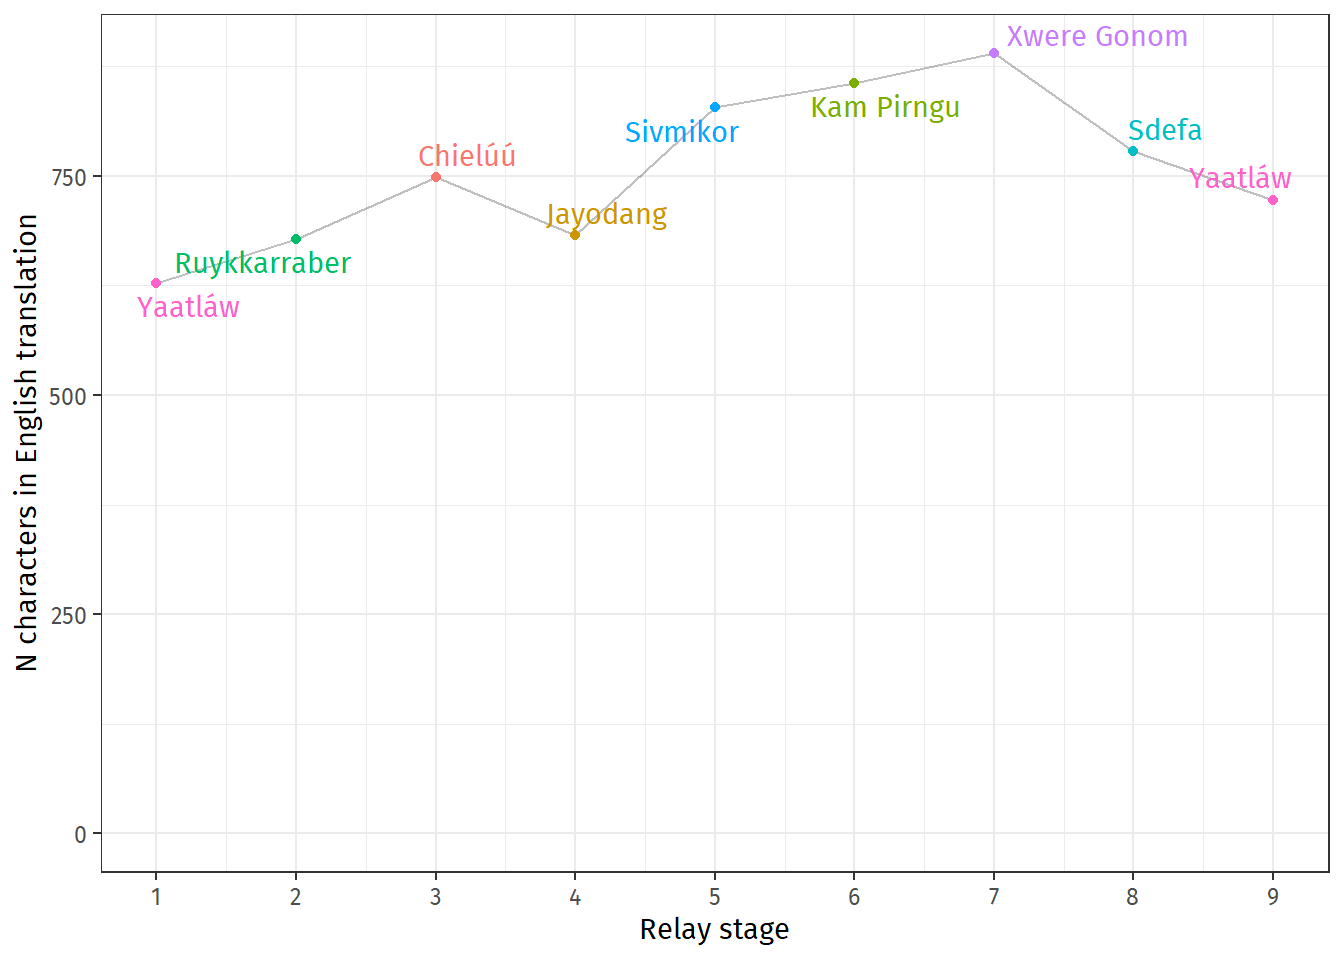 Xwere Gonom
Kam Pirngu
Sivmikor
Sdefa
Chielúú
Yaatláw
Jayodang
Ruykkarraber
Yaatláw
750
500
250
0
N characters in English translation
1 2 3 4 5 6 7 8 9
Relay stage